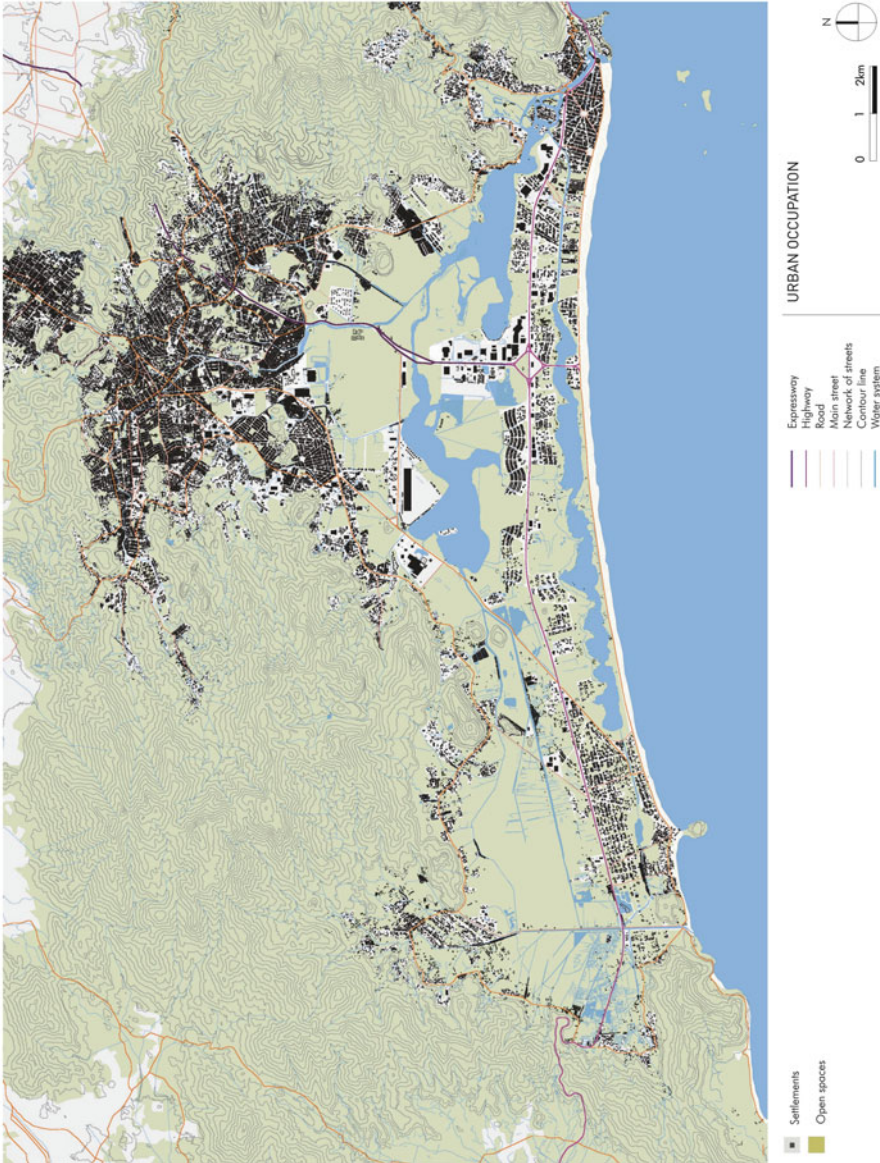 N
0 1 2km
URBAN OCCUPATION
Expressway
Highway
Road
Main street
Network of streets
Contour line
Water system
Settlements
Open spaces